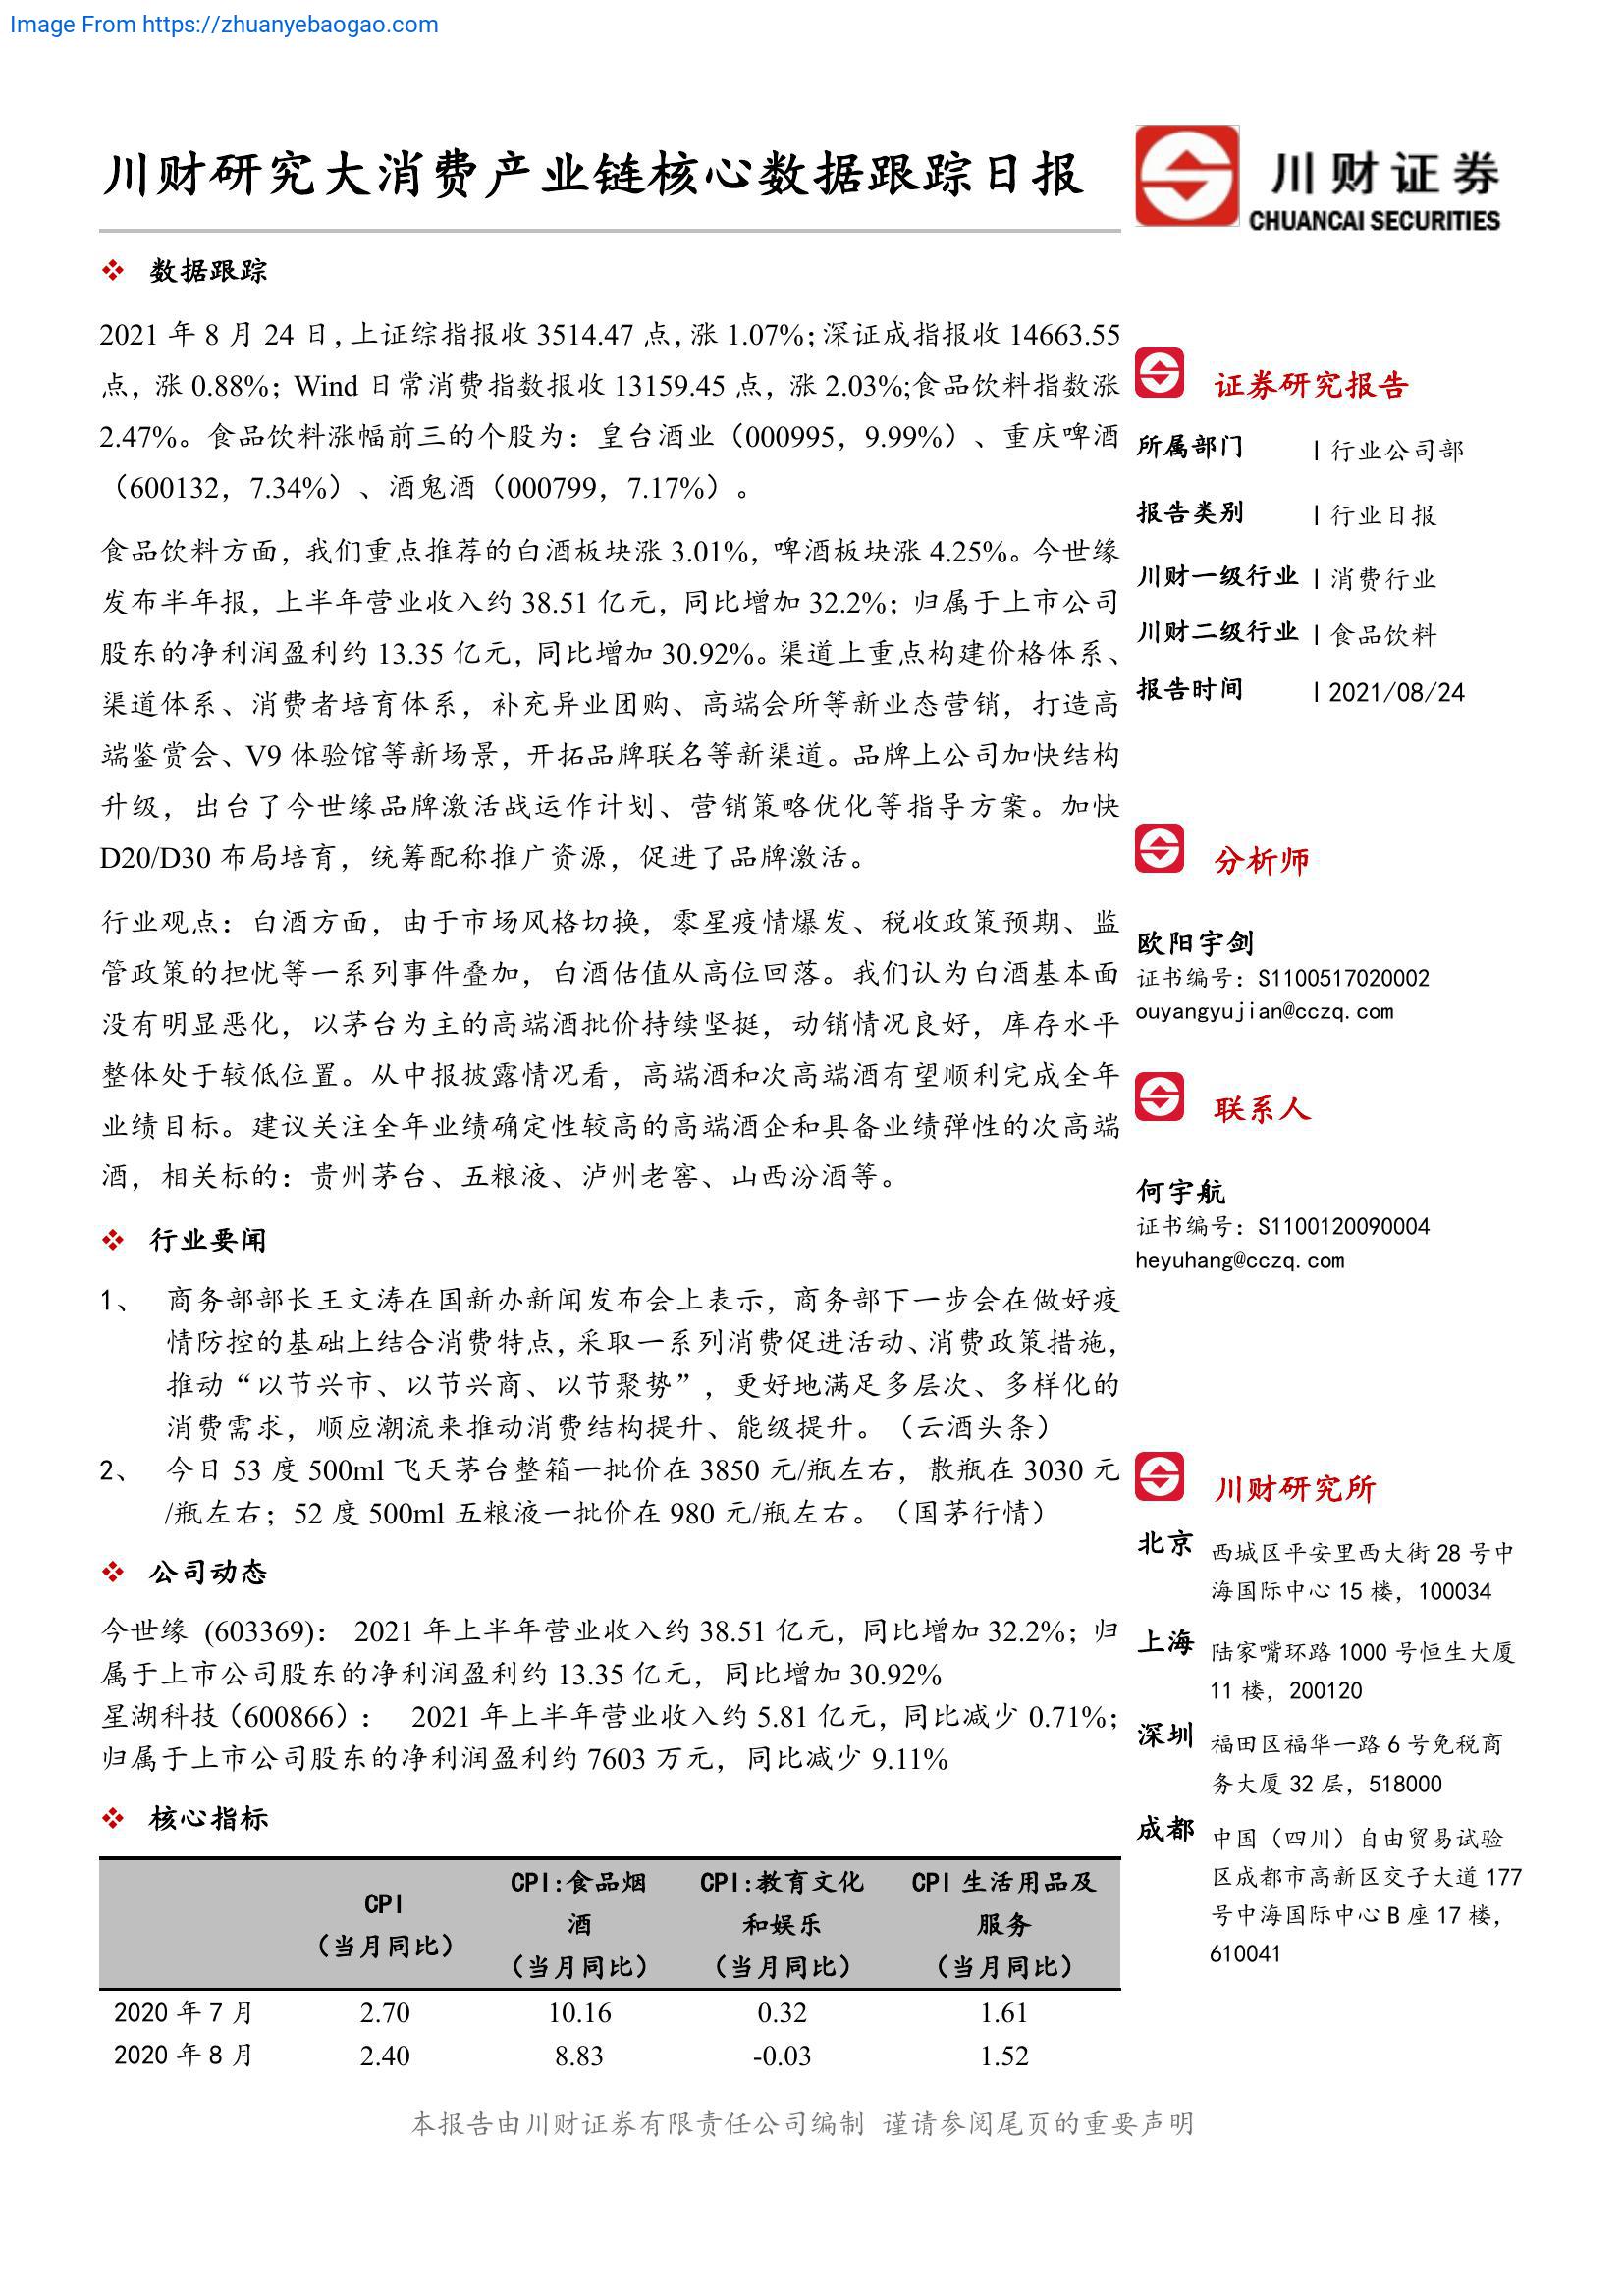 Image From https://zhuanyebaogao.com
川财研究大消费产业链核心数据跟踪日报
川财证券
CHUANCAI SECURITIES
数据跟踪
2021 年 8 月 24 日，上证综指报收 3514.47 点，涨 1.07%；深证成指报收 14663.55
点，涨 0.88%；Wind 日常消费指数报收 13159.45 点，涨 2.03%;食品饮料指数涨
2.47%。食品饮料涨幅前三的个股为：皇台酒业（000995，9.99%）、重庆啤酒
（600132，7.34%）、酒鬼酒（000799，7.17%）。
食品饮料方面，我们重点推荐的白酒板块涨 3.01%，啤酒板块涨 4.25%。今世缘
发布半年报，上半年营业收入约 38.51 亿元，同比增加 32.2%；归属于上市公司
股东的净利润盈利约 13.35 亿元，同比增加 30.92%。渠道上重点构建价格体系、
渠道体系、消费者培育体系，补充异业团购、高端会所等新业态营销，打造高
端鉴赏会、V9 体验馆等新场景，开拓品牌联名等新渠道。品牌上公司加快结构
升级，出台了今世缘品牌激活战运作计划、营销策略优化等指导方案。加快
D20/D30 布局培育，统筹配称推广资源，促进了品牌激活。
行业观点：白酒方面，由于市场风格切换，零星疫情爆发、税收政策预期、监
管政策的担忧等一系列事件叠加，白酒估值从高位回落。我们认为白酒基本面
没有明显恶化，以茅台为主的高端酒批价持续坚挺，动销情况良好，库存水平
整体处于较低位置。从中报披露情况看，高端酒和次高端酒有望顺利完成全年
业绩目标。建议关注全年业绩确定性较高的高端酒企和具备业绩弹性的次高端
酒，相关标的：贵州茅台、五粮液、泸州老窖、山西汾酒等。
行业要闻
1、 商务部部长王文涛在国新办新闻发布会上表示，商务部下一步会在做好疫
情防控的基础上结合消费特点，采取一系列消费促进活动、消费政策措施，
推动“以节兴市、以节兴商、以节聚势”，更好地满足多层次、多样化的
消费需求，顺应潮流来推动消费结构提升、能级提升。（云酒头条）
2、 今日 53 度 500ml 飞天茅台整箱一批价在 3850 元/瓶左右，散瓶在 3030 元
/瓶左右；52 度 500ml 五粮液一批价在 980 元/瓶左右。（国茅行情）
公司动态
今世缘 (603369)： 2021 年上半年营业收入约 38.51 亿元，同比增加 32.2%；归
属于上市公司股东的净利润盈利约 13.35 亿元，同比增加 30.92%
星湖科技（600866）： 2021 年上半年营业收入约 5.81 亿元，同比减少 0.71%；
归属于上市公司股东的净利润盈利约 7603 万元，同比减少 9.11%
核心指标
CPI
（当月同比）
CPI:食品烟
酒
（当月同比）
CPI:教育文化
和娱乐
（当月同比）
CPI 生活用品及
服务
（当月同比）
2020 年 7 月 2.70 10.16 0.32 1.61
2020 年 8 月 2.40 8.83 -0.03 1.52
证券研究报告
所属部门 | 行业公司部
报告类别 | 行业日报
川财一级行业 | 消费行业
川财二级行业 | 食品饮料
报告时间 | 2021/08/24
分析师
欧阳宇剑
证书编号：S1100517020002
ouyangyujian@cczq.com
联系人
何宇航
证书编号：S1100120090004
heyuhang@cczq.com
川财研究所
北京 西城区平安里西大街 28 号中
海国际中心 15 楼，100034
上海 陆家嘴环路 1000 号恒生大厦
11 楼，200120
深圳 福田区福华一路 6 号免税商
务大厦 32 层，518000
成都 中国（四川）自由贸易试验
区成都市高新区交子大道 177
号中海国际中心 B 座 17 楼，
610041
本报告由川财证券有限责任公司编制 谨请参阅尾页的重要声明